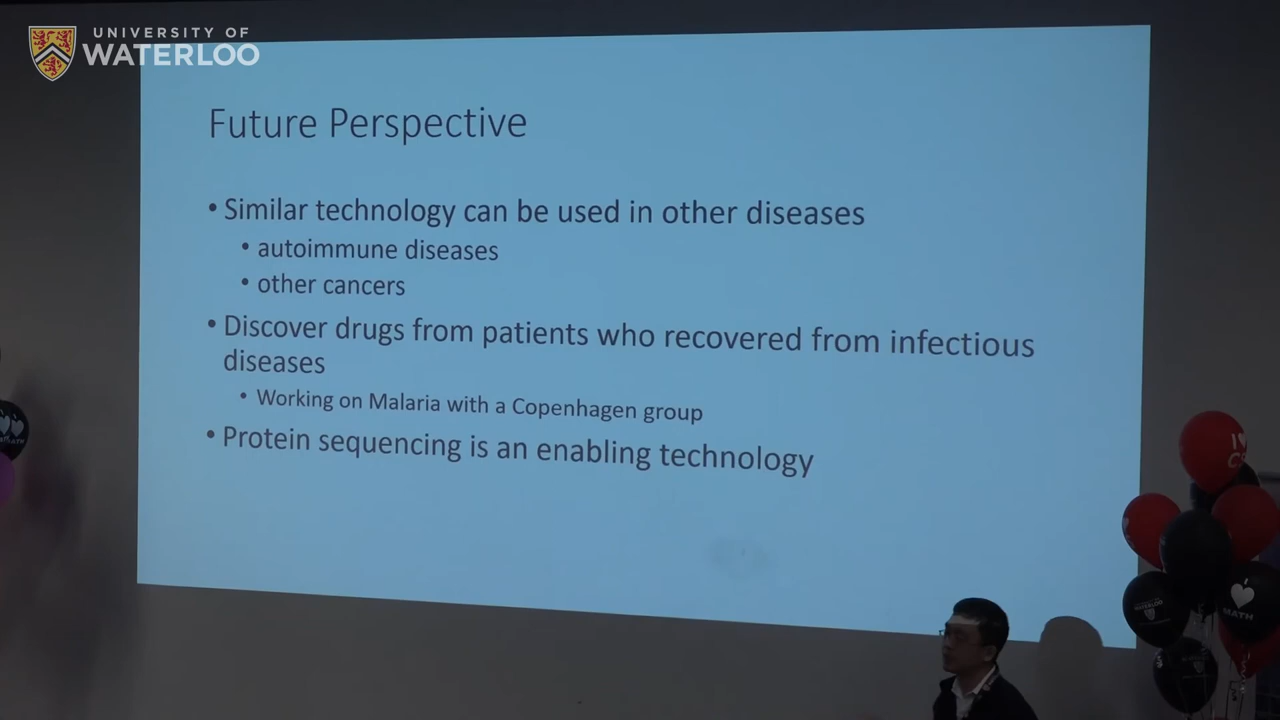 UNIVERSITY OF
WATERLOO
Future Perspective
• Similar technology can be used in other diseases
• autoimmune diseases
• other cancers
• Discover drugs from patients who recovered from infectious
diseases
• Working on Malaria with a Copenhagen group
• Protein sequencing is an enabling technology
I
MATH